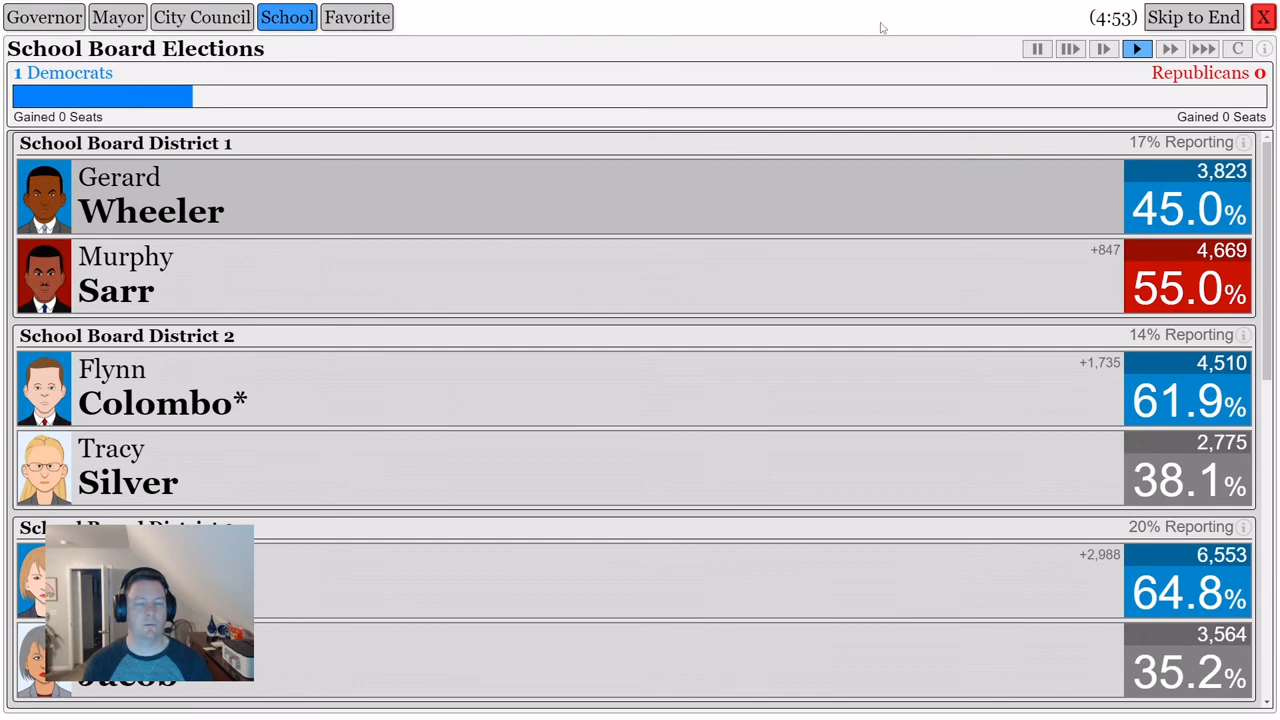 Governor Mayor City Council School Favorite (4:53) Skip to End X
School Board Elections C
1 Democrats Republicans 0
Gained 0 Seats Gained 0 Seats
School Board District 1 17% Reporting
Gerard 3,823
Wheeler 45.0%
Murphy +847 4,669
Sarr 55.0%
School Board District 2 14% Reporting
Flynn +1,735 4,510
Colombo* 61.9%
Tracy 2,775
Silver 38.1%
20% Reporting
+2,988 6,553
64.8%
3,564
Jacob 35.2%